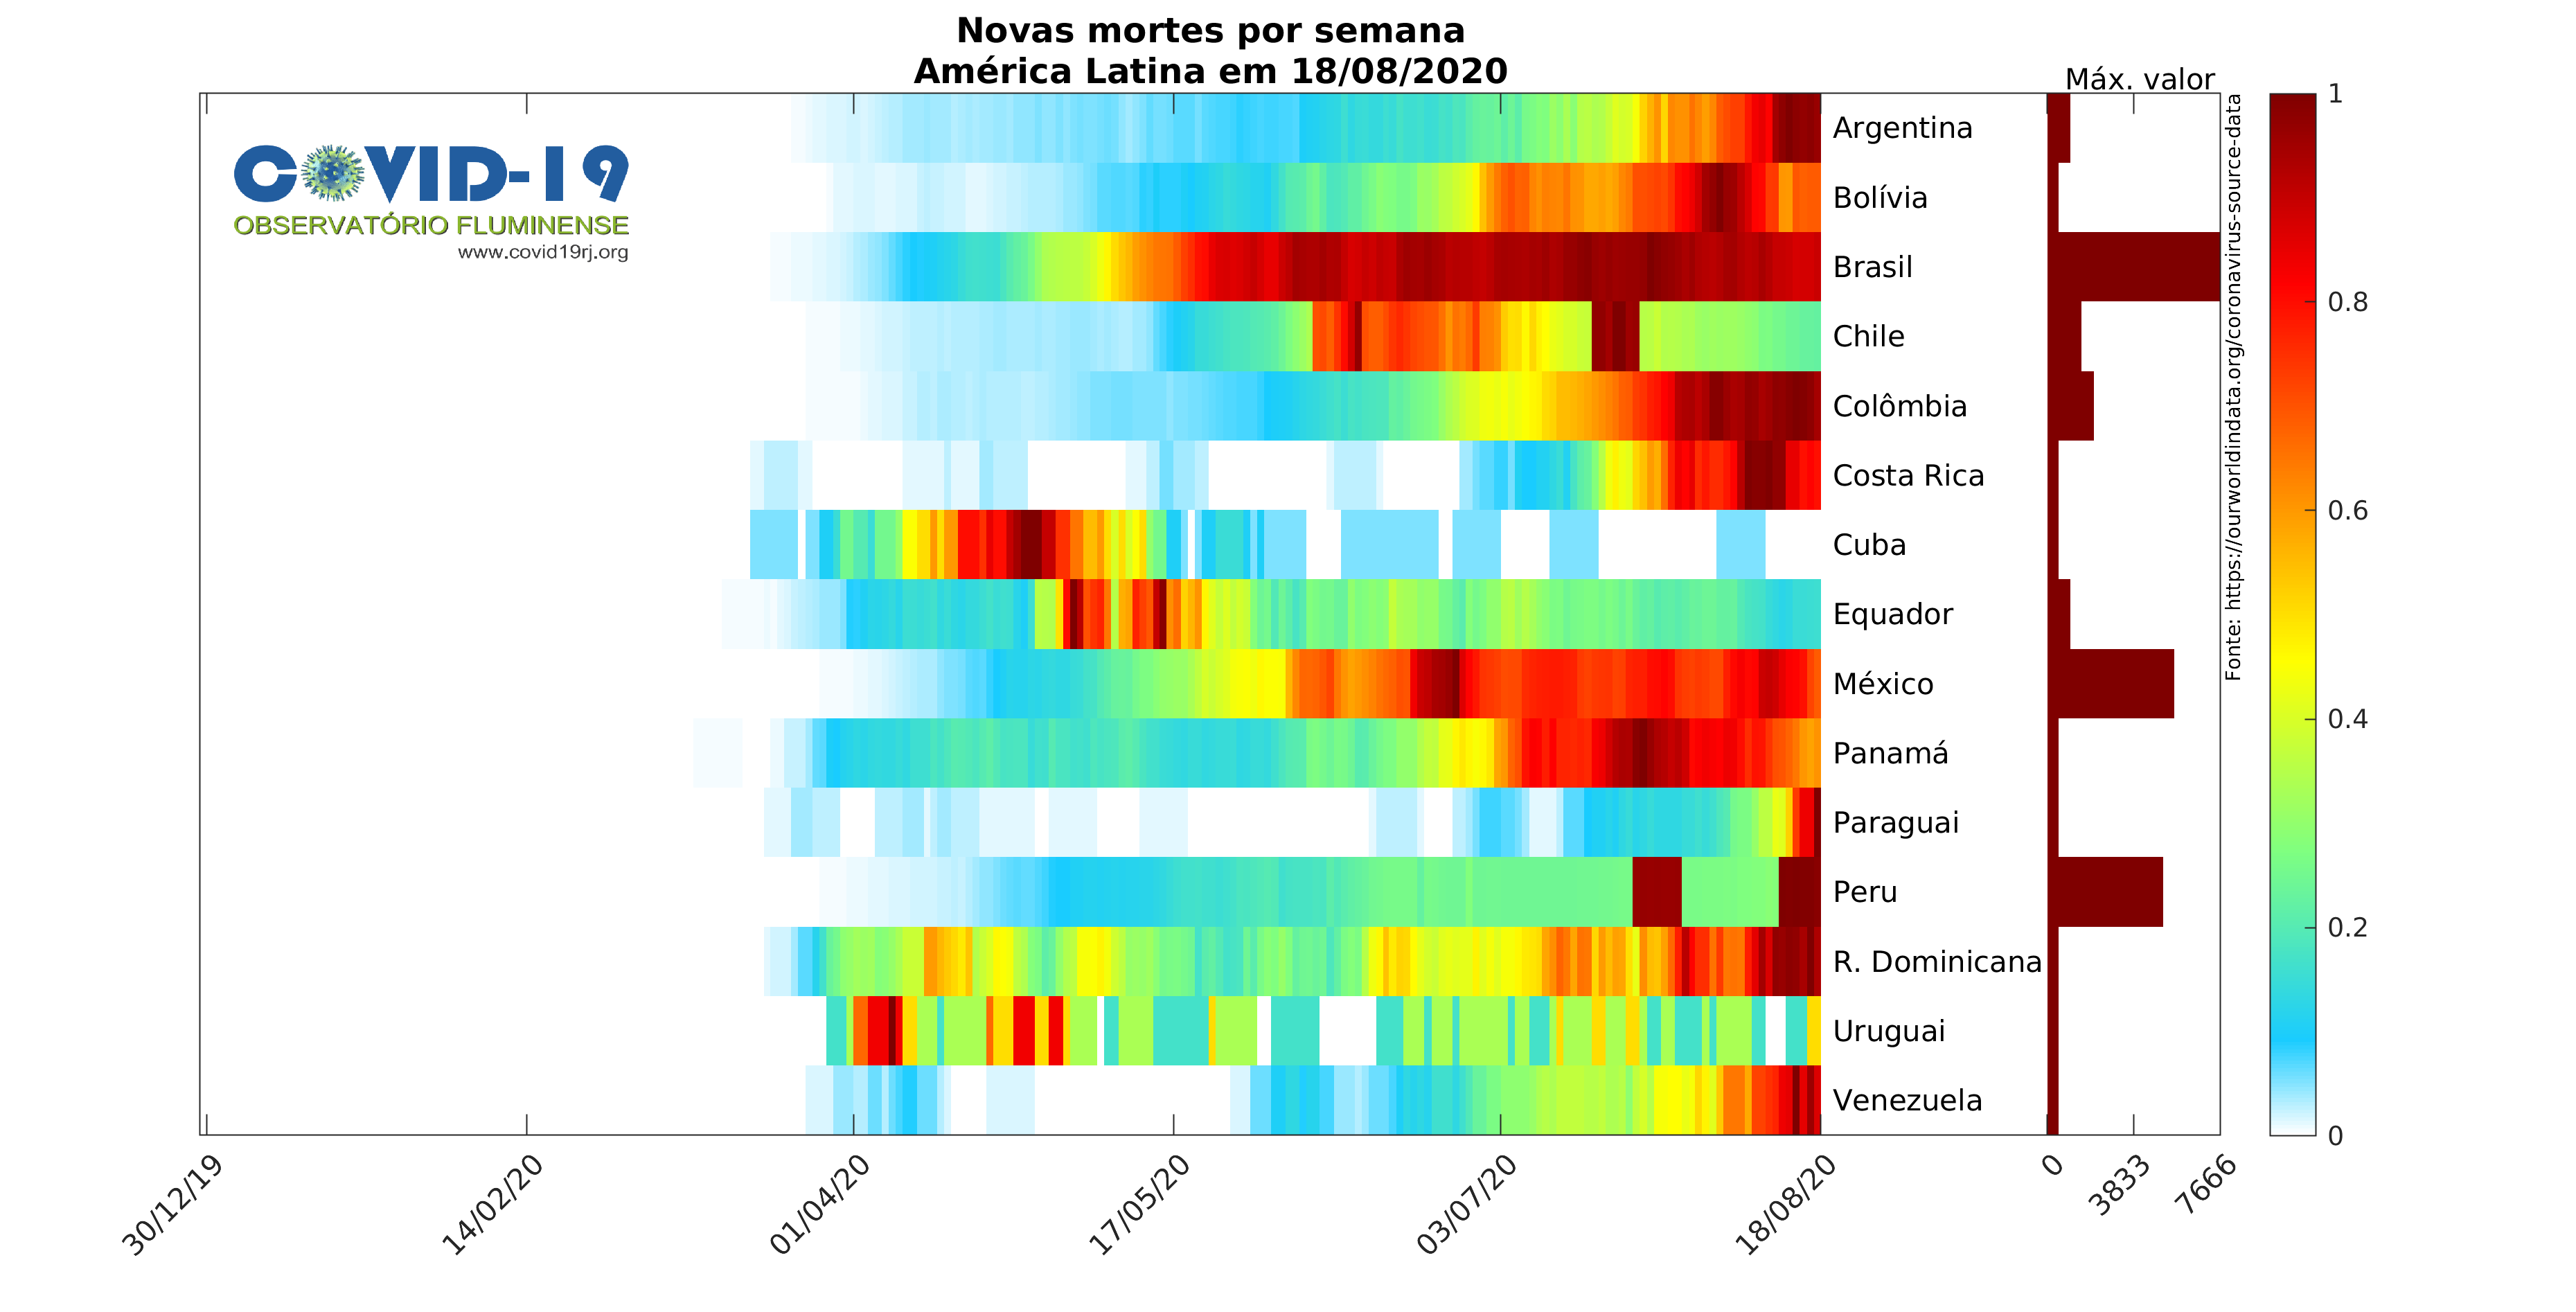 Novas mortes por semana
América Latina em 18/08/2020
Máx. valor
COVID-19
OBSERVATÓRIO FLUMINENSE
www.covid19rj.org
Argentina
Bolívia
Brasil
Chile
Colômbia
Costa Rica
Cuba
Equador
México
Panamá
Paraguai
Peru
R. Dominicana
Uruguai
Venezuela
Fonte: https://ourworldindata.org/coronavirus-source-data
1
0.8
0.6
0.4
0.2
0
30/12/19
14/02/20
01/04/20
17/05/20
03/07/20
18/08/20
0
3833
7666